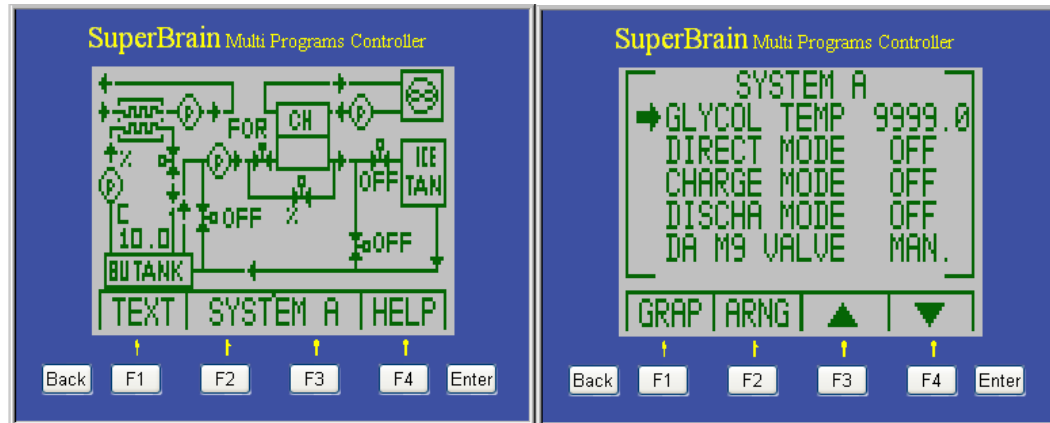 SuperBrain Multi Programs Controller
P
FOR
CH
P
%
P
P
ICE
TAN
OFF
OFF
%
C
10.0
OFF
BU TANK
TEXT SYSTEM A HELP
Back F1 F2 F3 F4 Enter
SuperBrain Multi Programs Controller
SYSTEM A
GLYCOL TEMP 9999.0
DIRECT MODE OFF
CHARGE MODE OFF
DISCHA MODE OFF
DA M9 VALVE MAN.
GRAP ARNG
Back F1 F2 F3 F4 Enter